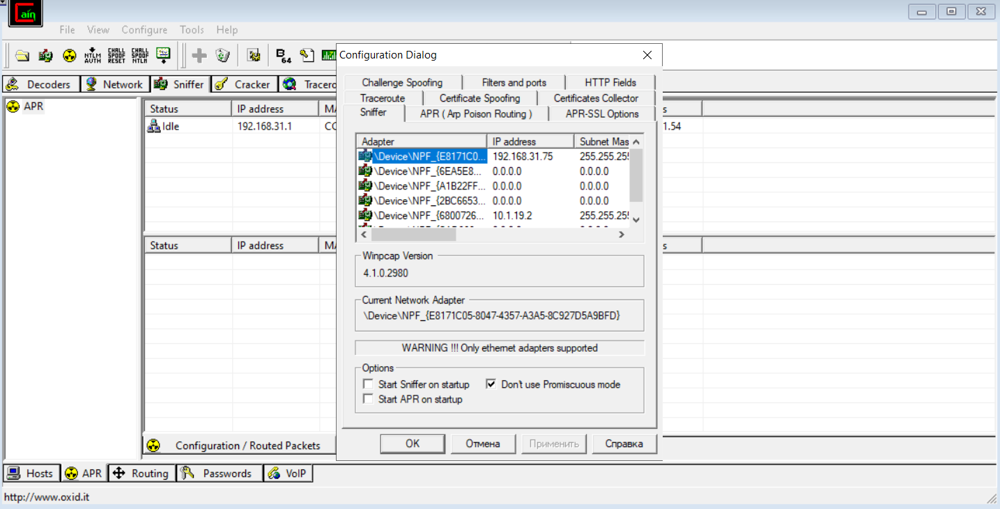 Cain
File View Configure Tools Help
NTLM AUTH CHALL SPOOF RESET CHALL SPOOF NTLM B 64
Decoders Network Sniffer Cracker Tracero
APR
Status IP address
Idle 192.168.31.1 CC 1.54
Status IP address
Configuration / Routed Packets
Configuration Dialog
Challenge Spoofing Filters and ports HTTP Fields
Traceroute Certificate Spoofing Certificates Collector
Sniffer APR ( Arp Poison Routing ) APR-SSL Options
Adapter IP address Subnet Mas
\Device\NPF_{E8171C0... 192.168.31.75 255.255.255
\Device\NPF_{6EA5E8... 0.0.0.0 0.0.0.0
\Device\NPF_{A1B22FF... 0.0.0.0 0.0.0.0
\Device\NPF_{2BC6653... 0.0.0.0 0.0.0.0
\Device\NPF_{6800726... 10.1.19.2 255.255.255
Winpcap Version
4.1.0.2980
Current Network Adapter
\Device\NPF_{E8171C05-8047-4357-A3A5-8C927D5A9BFD}
WARNING !!! Only ethernet adapters supported
Options
Start Sniffer on startup Don't use Promiscuous mode
Start APR on startup
OK Отмена Применить Справка
Hosts APR Routing Passwords VoIP
http://www.oxid.it